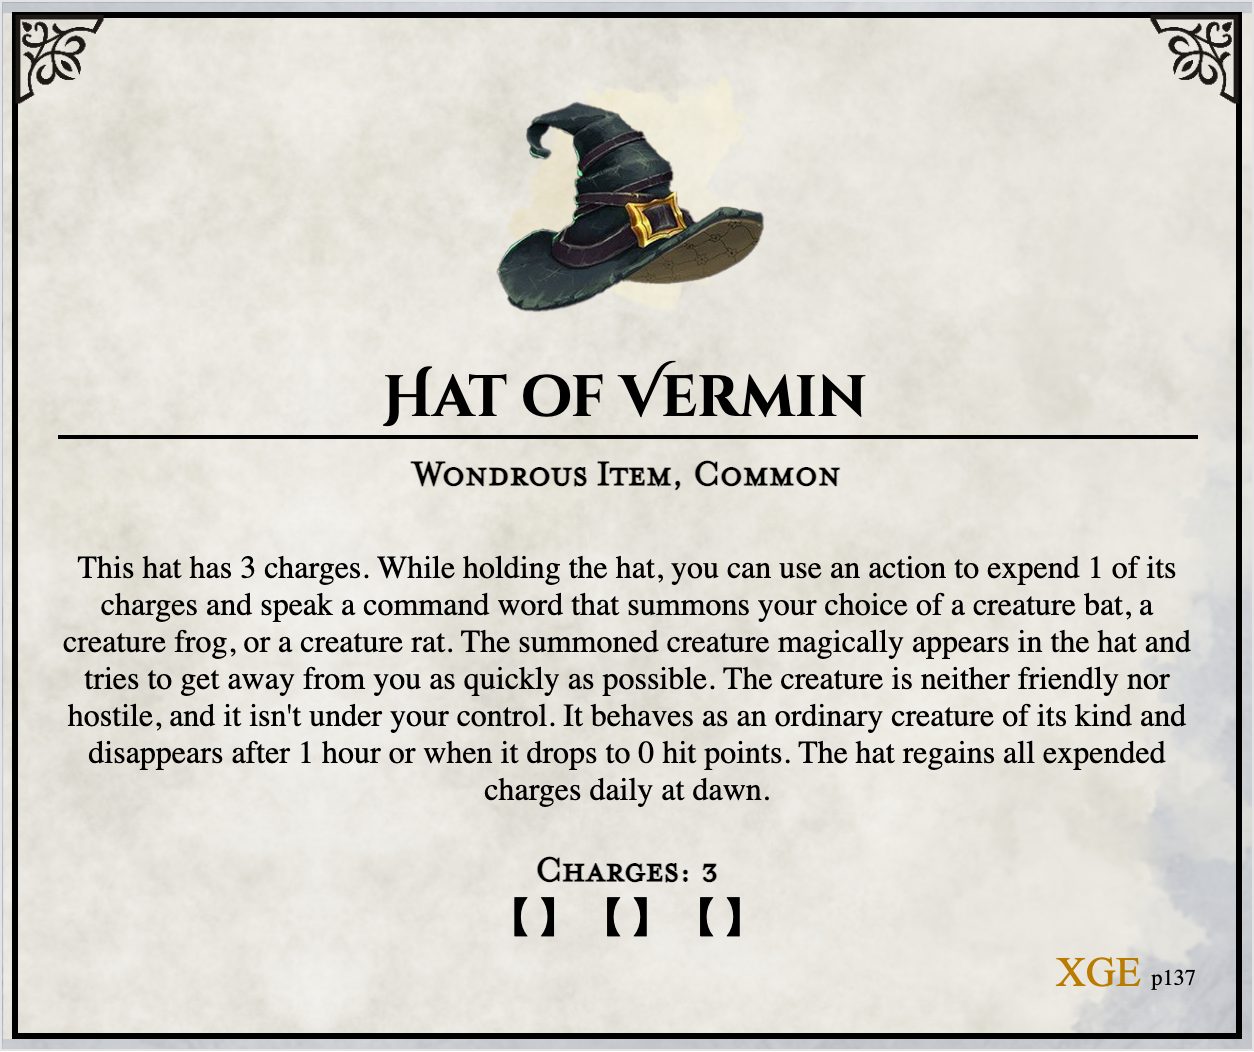 Hat of Vermin
Wondrous Item, Common
This hat has 3 charges. While holding the hat, you can use an action to expend 1 of its
charges and speak a command word that summons your choice of a creature bat, a
creature frog, or a creature rat. The summoned creature magically appears in the hat and
tries to get away from you as quickly as possible. The creature is neither friendly nor
hostile, and it isn't under your control. It behaves as an ordinary creature of its kind and
disappears after 1 hour or when it drops to 0 hit points. The hat regains all expended
charges daily at dawn.
Charges: 3
【 】 【 】 【 】
XGE p137